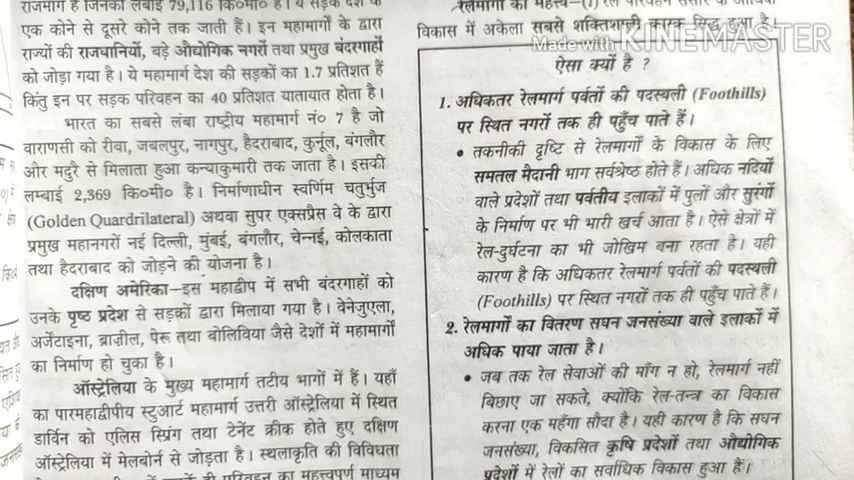 राजमार्ग हैं जिनकी लंबाई 79,116 कि०मी० है। ये सड़कें देश के
एक कोने से दूसरे कोने तक जाती हैं। इन महामार्गों के द्वारा
राज्यों की राजधानियों, बड़े औद्योगिक नगरों तथा प्रमुख बंदरगाहों
को जोड़ा गया है। ये महामार्ग देश की सड़कों का 1.7 प्रतिशत हैं
किंतु इन पर सड़क परिवहन का 40 प्रतिशत यातायात होता है।
भारत का सबसे लंबा राष्ट्रीय महामार्ग नं० 7 है जो
वाराणसी को रीवा, जबलपुर, नागपुर, हैदराबाद, कुर्नूल, बंगलौर
और मदुरै से मिलाता हुआ कन्याकुमारी तक जाता है। इसकी
लम्बाई 2,369 कि०मी० है। निर्माणाधीन स्वर्णिम चतुर्भुज
(Golden Quardrilateral) अथवा सुपर एक्सप्रैस वे के द्वारा
प्रमुख महानगरों नई दिल्ली, मुंबई, बंगलौर, चेन्नई, कोलकाता
तथा हैदराबाद को जोड़ने की योजना है।
दक्षिण अमेरिका–इस महाद्वीप में सभी बंदरगाहों को
उनके पृष्ठ प्रदेश से सड़कों द्वारा मिलाया गया है। वेनेजुएला,
अर्जेंटाइना, ब्राज़ील, पेरू तथा बोलिविया जैसे देशों में महामार्गों
का निर्माण हो चुका है।
ऑस्ट्रेलिया के मुख्य महामार्ग तटीय भागों में हैं। यहाँ
का पारमहाद्वीपीय स्टुआर्ट महामार्ग उत्तरी ऑस्ट्रेलिया में स्थित
डार्विन को एलिस स्प्रिंग तथा टेनेंट क्रीक होते हुए दक्षिण
ऑस्ट्रेलिया में मेलबोर्न से जोड़ता है। स्थलाकृति की विविधता
परिवहन का महत्त्वपूर्ण माध्यम
रेलमार्गों का महत्त्व–(i) रेल परिवहन संसार के आर्थिक
विकास में अकेला सबसे शक्तिशाली कारक सिद्ध हुआ है।
Made with KINEMASTER
ऐसा क्यों है ?
1. अधिकतर रेलमार्ग पर्वतों की पदस्थली (Foothills)
पर स्थित नगरों तक ही पहुँच पाते हैं।
• तकनीकी दृष्टि से रेलमार्गों के विकास के लिए
समतल मैदानी भाग सर्वश्रेष्ठ होते हैं। अधिक नदियों
वाले प्रदेशों तथा पर्वतीय इलाकों में पुलों और सुरंगों
के निर्माण पर भी भारी खर्च आता है। ऐसे क्षेत्रों में
रेल-दुर्घटना का भी जोखिम बना रहता है। यही
कारण है कि अधिकतर रेलमार्ग पर्वतों की पदस्थली
(Foothills) पर स्थित नगरों तक ही पहुँच पाते हैं।
2. रेलमार्गों का वितरण सघन जनसंख्या वाले इलाकों में
अधिक पाया जाता है।
• जब तक रेल सेवाओं की माँग न हो, रेलमार्ग नहीं
बिछाए जा सकते, क्योंकि रेल-तन्त्र का विकास
करना एक महँगा सौदा है। यही कारण है कि सघन
जनसंख्या, विकसित कृषि प्रदेशों तथा औद्योगिक
प्रदेशों में रेलों का सर्वाधिक विकास हुआ है।